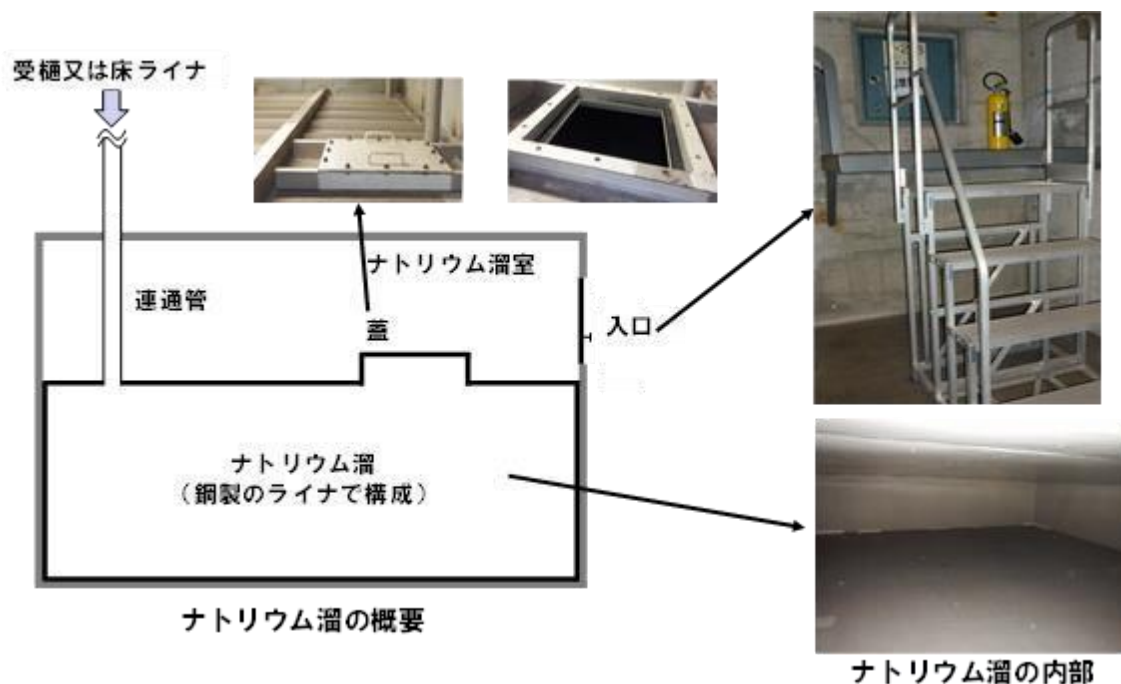 受樋又は床ライナ
ナトリウム溜室
連通管
蓋
入口
ナトリウム溜
（鋼製のライナで構成）
ナトリウム溜の概要
ナトリウム溜の内部